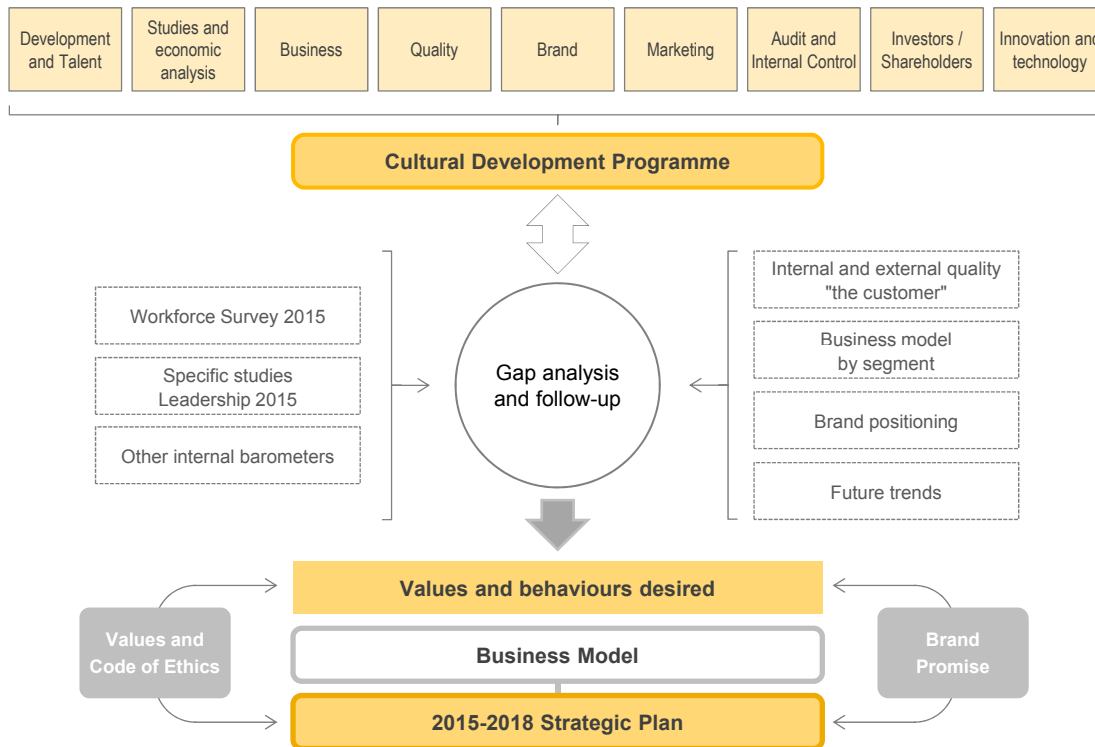 Development
and Talent
Studies and
economic
analysis
Business
Quality
Brand
Marketing
Audit and
Internal Control
Investors /
Shareholders
Innovation and
technology
Cultural Development Programme
Workforce Survey 2015
Specific studies
Leadership 2015
Other internal barometers
Gap analysis
and follow-up
Internal and external quality
"the customer"
Business model
by segment
Brand positioning
Future trends
Values and behaviours desired
Values and
Code of Ethics
Business Model
Brand
Promise
2015-2018 Strategic Plan